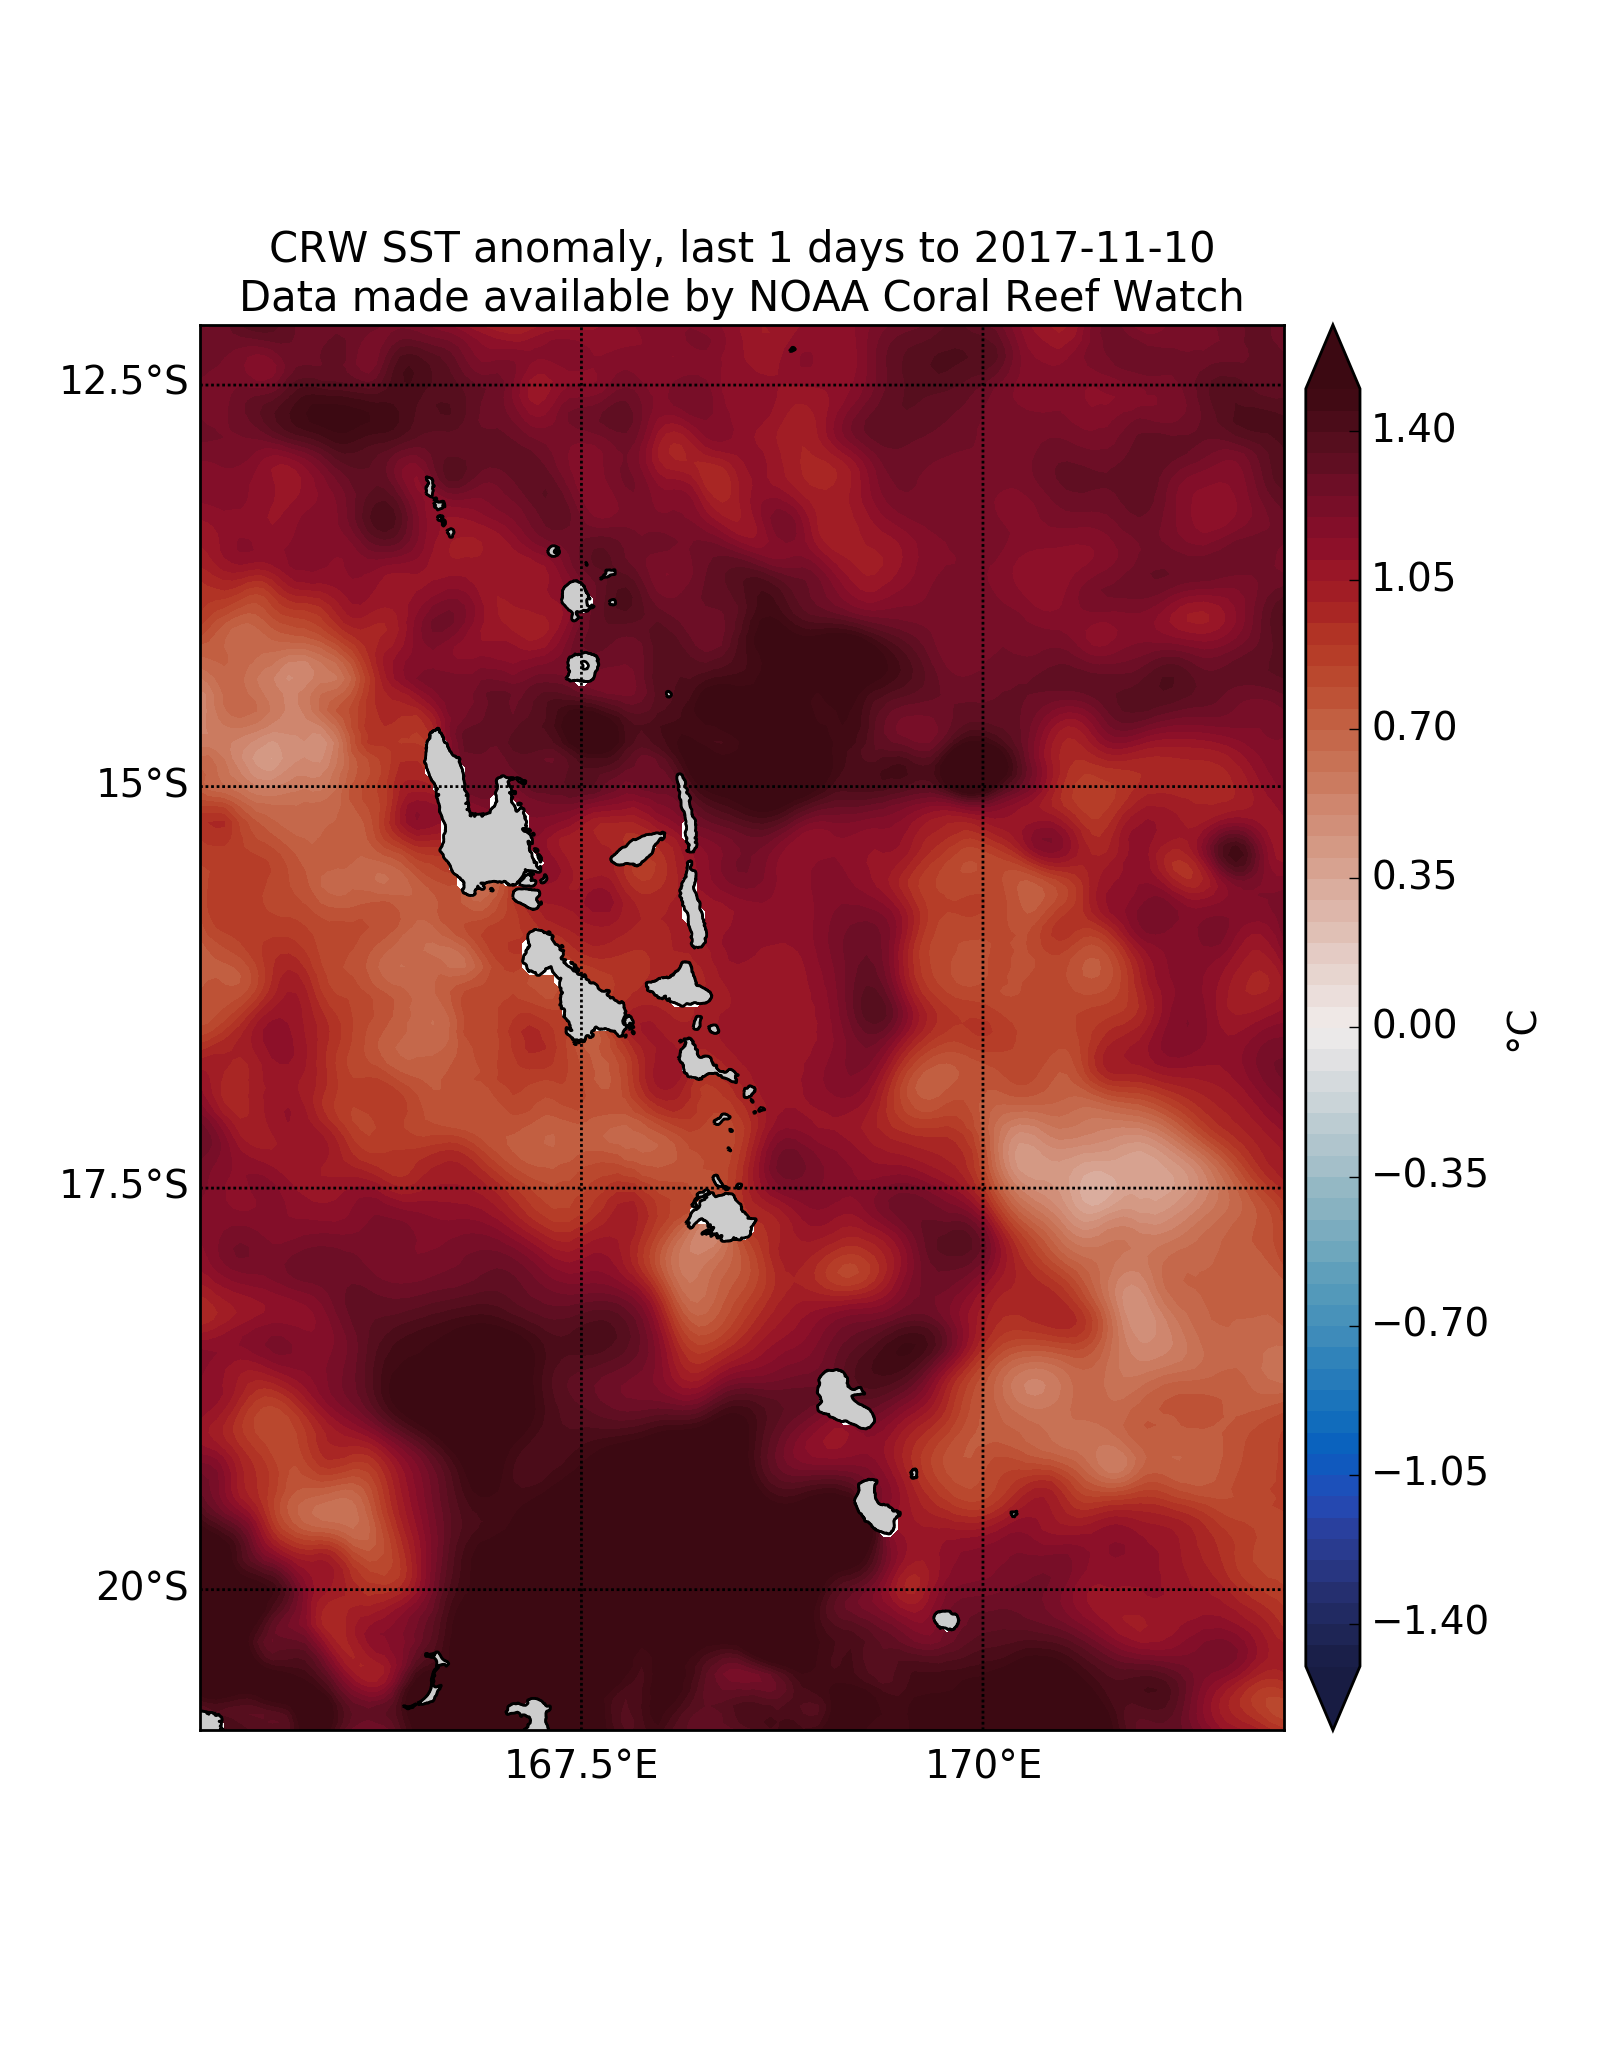 CRW SST anomaly, last 1 days to 2017-11-10
Data made available by NOAA Coral Reef Watch
12.5°S
15°S
17.5°S
20°S
167.5°E
170°E
1.40
1.05
0.70
0.35
0.00
−0.35
−0.70
−1.05
−1.40
°C